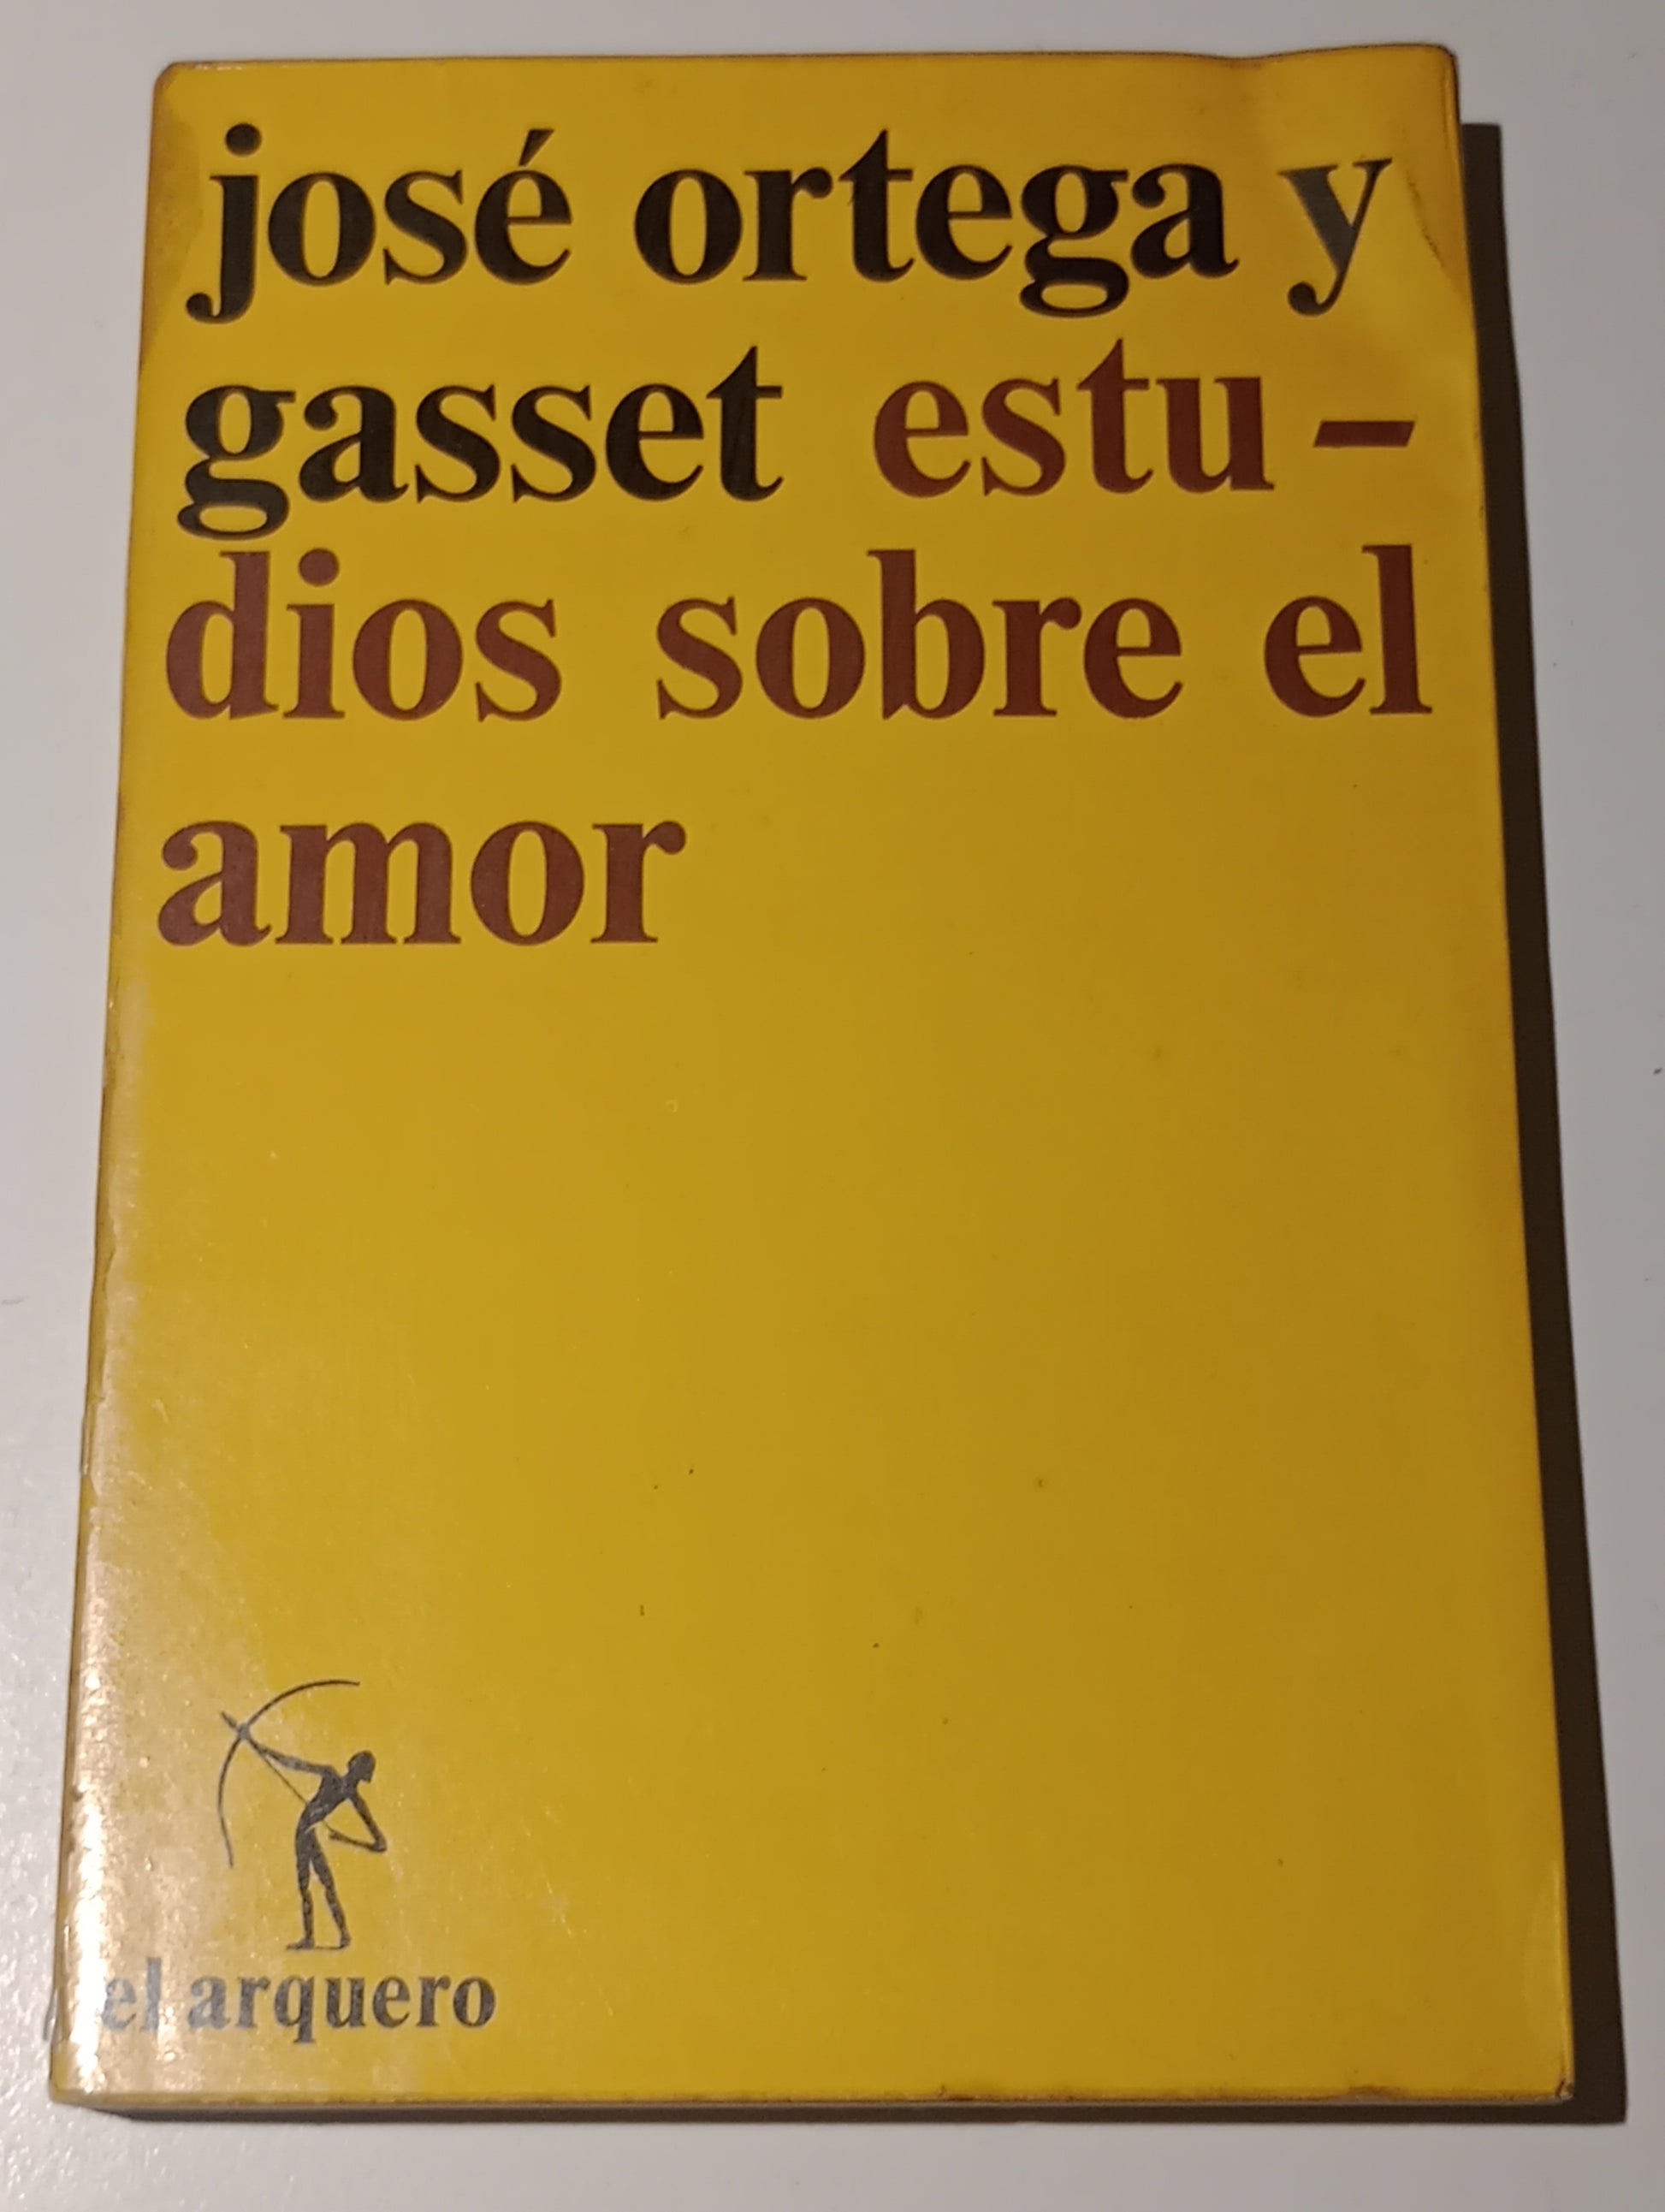 josé ortega y
gasset estu-
dios sobre el
amor
el arquero